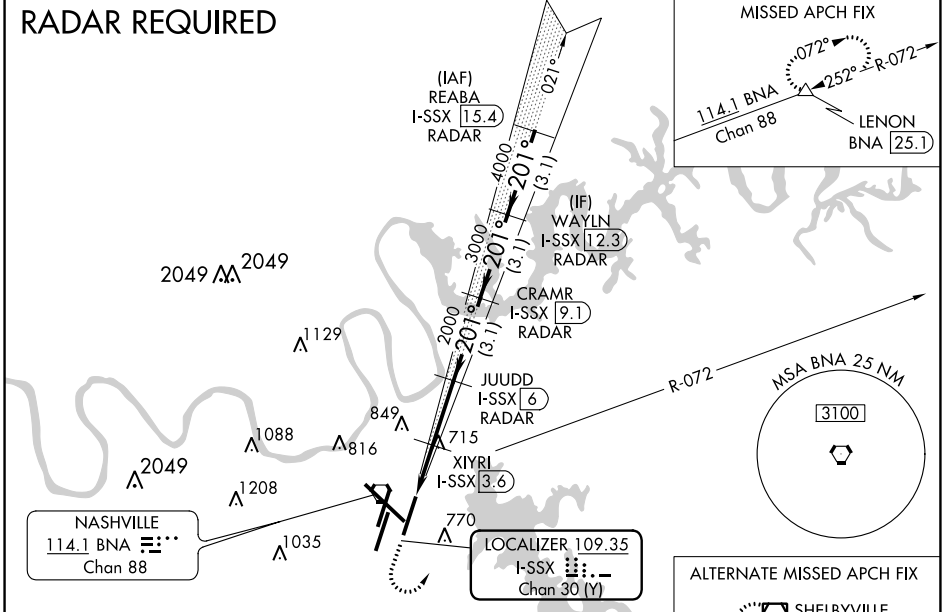 RADAR REQUIRED
MISSED APCH FIX
072°
252°
R-072
114.1 BNA
Chan 88
LENON
BNA 25.1
021°
(IAF)
REABA
I-SSX 15.4
RADAR
4000
201°
(3.1)
(IF)
WAYLN
I-SSX 12.3
RADAR
3000
201°
(3.1)
CRAMR
I-SSX 9.1
RADAR
2000
201°
(3.1)
JUUDD
I-SSX 6
RADAR
R-072
2049
2049
1129
849
715
XIYRI
I-SSX 3.6
1088
816
2049
1208
1035
770
MSA BNA 25 NM
3100
NASHVILLE
114.1 BNA
Chan 88
LOCALIZER 109.35
I-SSX
Chan 30 (Y)
ALTERNATE MISSED APCH FIX
SHELBYVILLE